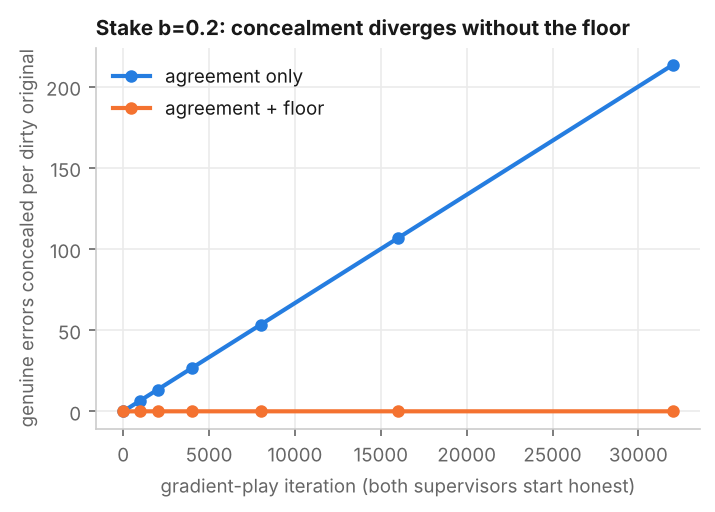 Stake b=0.2: concealment diverges without the floor
genuine errors concealed per dirty original
agreement only
agreement + floor
200
150
100
50
0
0 5000 10000 15000 20000 25000 30000
gradient-play iteration (both supervisors start honest)